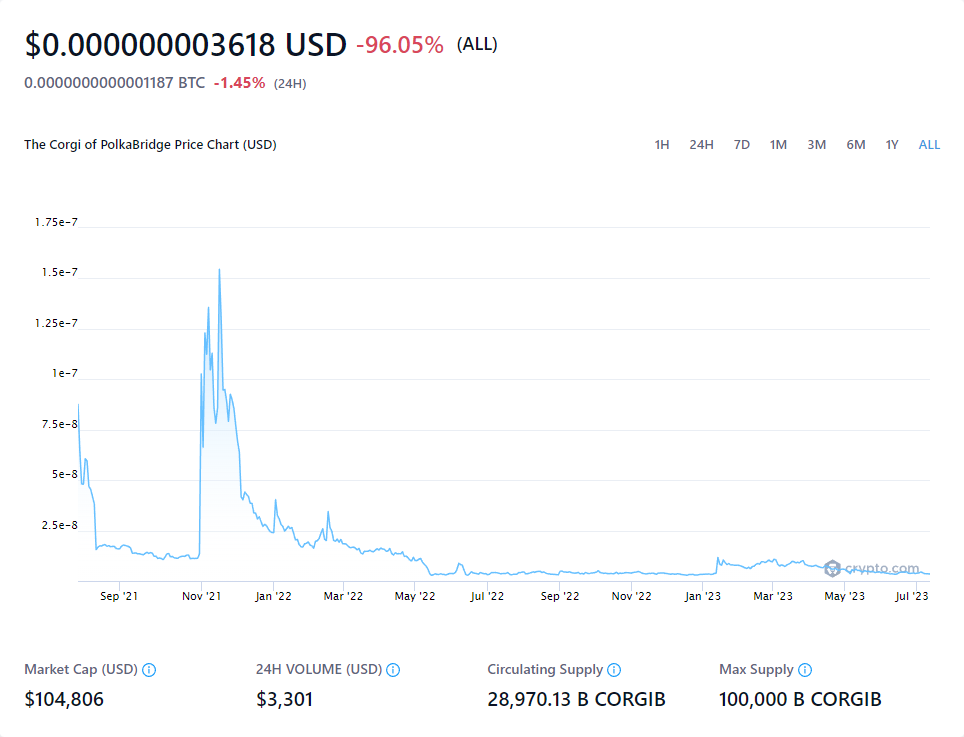 $0.000000003618 USD -96.05% (ALL)
0.0000000000001187 BTC -1.45% (24H)
The Corgi of PolkaBridge Price Chart (USD) 1H 24H 7D 1M 3M 6M 1Y ALL
1.75e-7
1.5e-7
1.25e-7
1e-7
7.5e-8
5e-8
2.5e-8
crypto.com
Sep '21 Nov '21 Jan '22 Mar '22 May '22 Jul '22 Sep '22 Nov '22 Jan '23 Mar '23 May '23 Jul '23
Market Cap (USD) 24H VOLUME (USD) Circulating Supply Max Supply
$104,806 $3,301 28,970.13 B CORGIB 100,000 B CORGIB